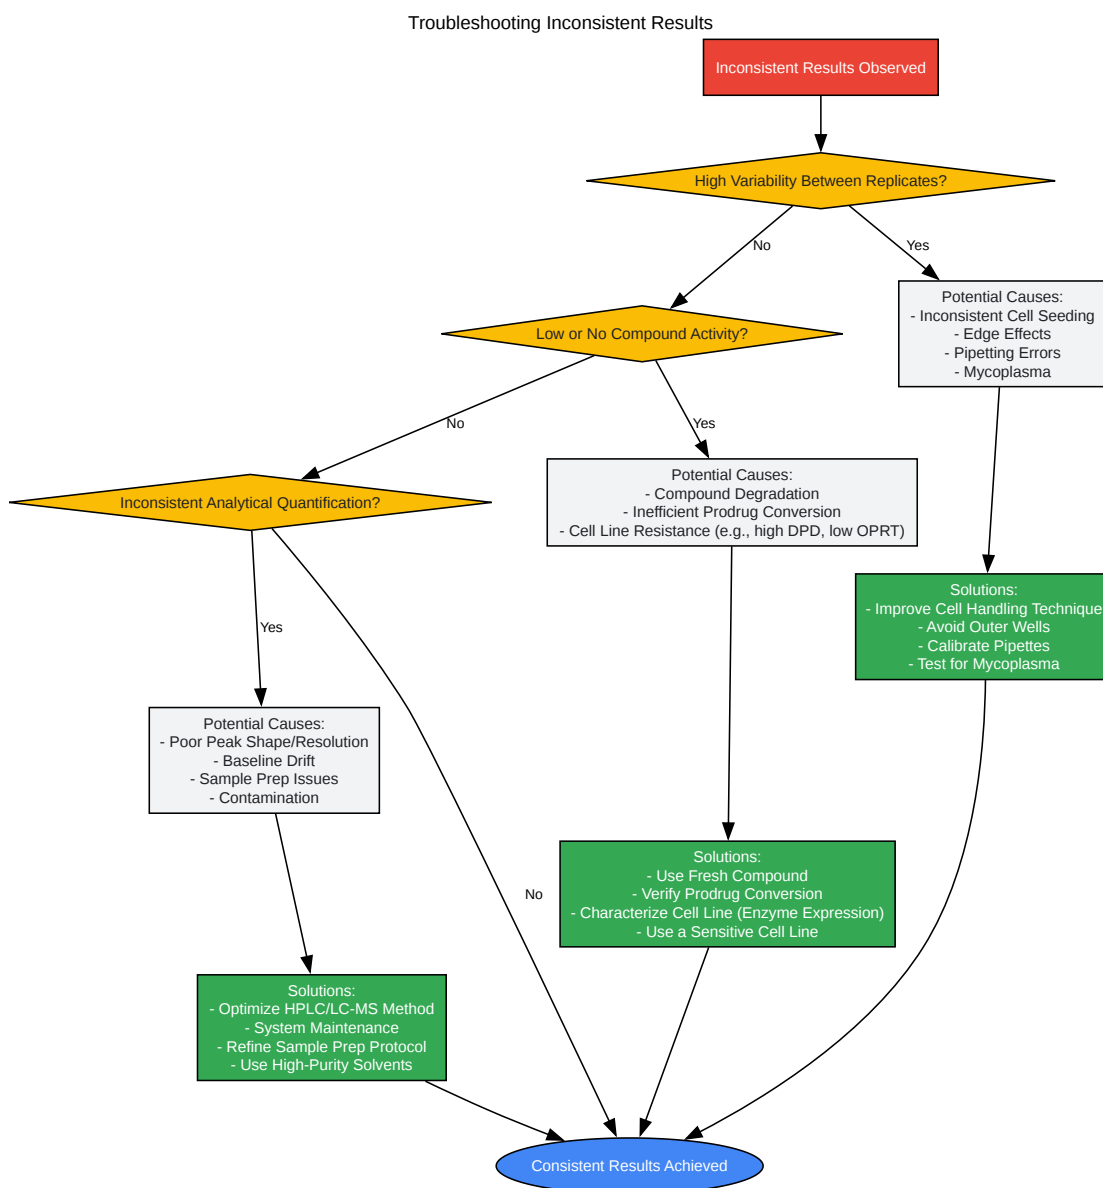 Troubleshooting Inconsistent Results
Inconsistent Results Observed
High Variability Between Replicates?
No
Yes
Potential Causes:
- Inconsistent Cell Seeding
- Edge Effects
- Pipetting Errors
- Mycoplasma
Low or No Compound Activity?
No
Yes
Potential Causes:
- Compound Degradation
- Inefficient Prodrug Conversion
- Cell Line Resistance (e.g., high DPD, low OPRT)
Inconsistent Analytical Quantification?
Solutions:
- Improve Cell Handling Technique
- Avoid Outer Wells
- Calibrate Pipettes
- Test for Mycoplasma
Yes
Potential Causes:
- Poor Peak Shape/Resolution
- Baseline Drift
- Sample Prep Issues
- Contamination
No
Solutions:
- Use Fresh Compound
- Verify Prodrug Conversion
- Characterize Cell Line (Enzyme Expression)
- Use a Sensitive Cell Line
Solutions:
- Optimize HPLC/LC-MS Method
- System Maintenance
- Refine Sample Prep Protocol
- Use High-Purity Solvents
Consistent Results Achieved